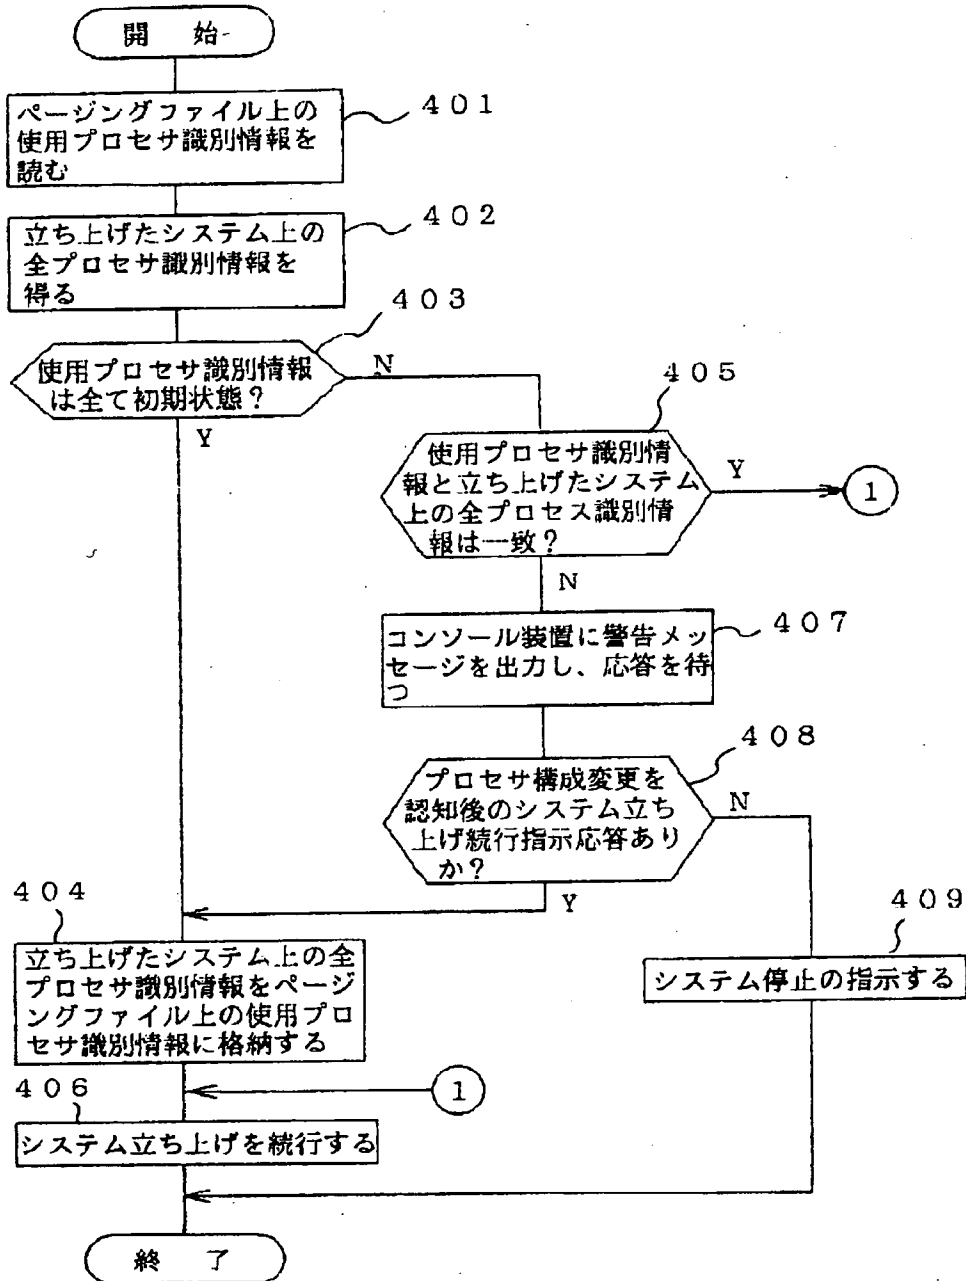 開 始
ページングファイル上の
使用プロセサ識別情報を
読む
401
立ち上げたシステム上の
全プロセサ識別情報を
得る
402
403
使用プロセサ識別情報
は全て初期状態?
N
Y
405
使用プロセサ識別情
報と立ち上げたシステム
上の全プロセス識別情
報は一致?
Y
1
N
407
コンソール装置に警告メッ
セージを出力し、応答を待
つ
408
プロセサ構成変更を
認知後のシステム立ち
上げ続行指示応答あり
か?
N
Y
404
立ち上げたシステム上の全
プロセサ識別情報をページ
ングファイル上の使用プロ
セサ識別情報に格納する
409
システム停止の指示する
1
406
システム立ち上げを続行する
終 了